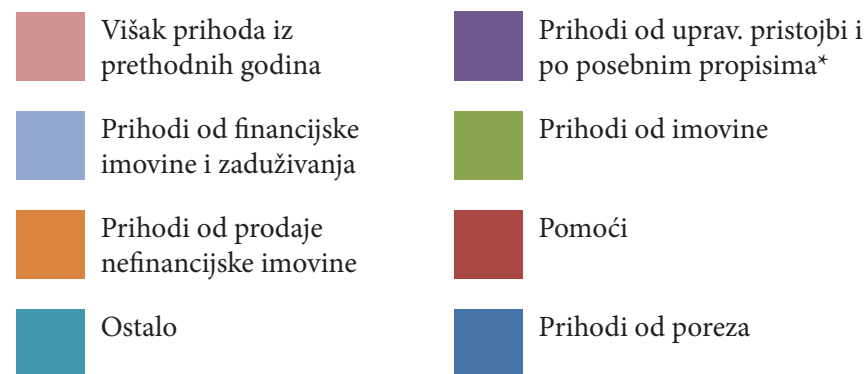 Višak prihoda iz
prethodnih godina
Prihodi od financijske
imovine i zaduživanja
Prihodi od prodaje
nefinancijske imovine
Ostalo
Prihodi od uprav. pristojbi i
po posebnim propisima*
Prihodi od imovine
Pomoći
Prihodi od poreza